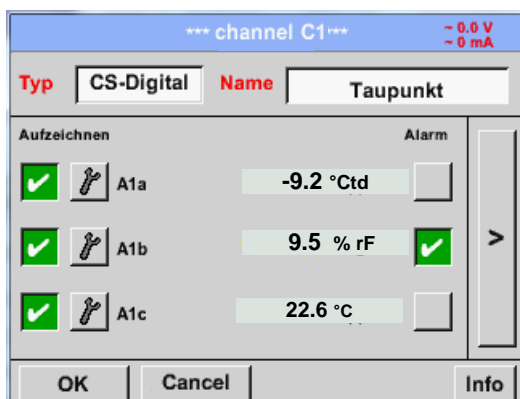 *** channel C1 *** ~ 0.0 V
~ 0 mA
Typ CS-Digital Name Taupunkt
Aufzeichnen Alarm
A1a -9.2 °Ctd
A1b 9.5 % rF >
A1c 22.6 °C
OK Cancel Info